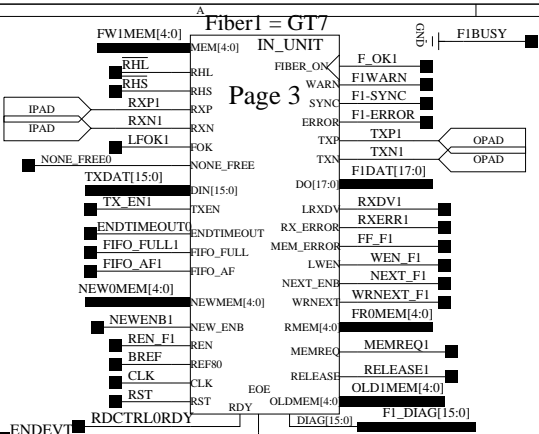 A
Fiber1 = GT7
FW1MEM[4:0] MEM[4:0] IN_UNIT GND F1BUSY
RHL RHL FIBER_ON F_OK1
RHS RHS Page 3 WARN F1WARN
IPAD RXP1 RXP SYNC F1-SYNC
IPAD RXN1 RXN ERROR F1-ERROR
LFOK1 FOK TXP TXP1 OPAD
NONE_FREE0 NONE_FREE TXN TXN1 OPAD
TXDAT[15:0] DIN[15:0] DO[17:0] F1DAT[17:0]
TX_EN1 TXEN LRXDV RXDV1
ENDTIMEOUT0 ENDTIMEOUT RX_ERROR RXERR1
FIFO_FULL1 FIFO_FULL MEM_ERROR FF_F1
FIFO_AF1 FIFO_AF LWEN WEN_F1
NEXT_ENB NEXT_F1
NEW0MEM[4:0] NEWMEM[4:0] WRNEXT WRNEXT_F1
NEWENB1 NEW_ENB RMEM[4:0] FR0MEM[4:0]
REN_F1 REN MEMREQ MEMREQ1
BREF REF80
CLK CLK RELEASE RELEASE1
RST RST EOE OLDMEM[4:0] OLD1MEM[4:0]
ENDEVT RDCTRL0RDY RDY DIAG[15:0] F1_DIAG[15:0]